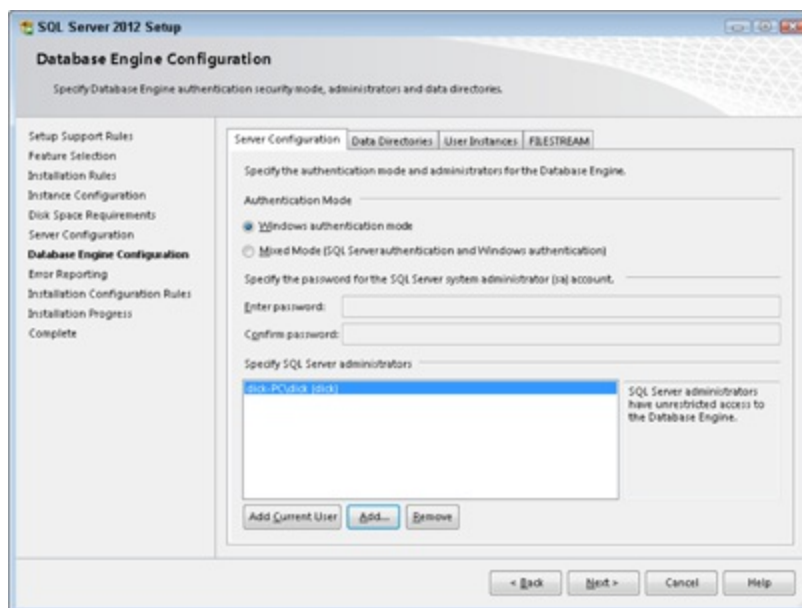 SQL Server 2012 Setup
Database Engine Configuration
Specify Database Engine authentication security mode, administrators and data directories.
Setup Support Rules
Feature Selection
Installation Rules
Instance Configuration
Disk Space Requirements
Server Configuration
Database Engine Configuration
Error Reporting
Installation Configuration Rules
Installation Progress
Complete
Server Configuration
Data Directories
User Instances
FILESTREAM
Specify the authentication mode and administrators for the Database Engine.
Authentication Mode
Windows authentication mode
Mixed Mode (SQL Server authentication and Windows authentication)
Specify the password for the SQL Server system administrator (sa) account.
Enter password:
Confirm password:
Specify SQL Server administrators
dick-PC\dick (dick)
SQL Server administrators
have unrestricted access to
the Database Engine.
Add Current User
Add...
Remove
< Back
Next >
Cancel
Help